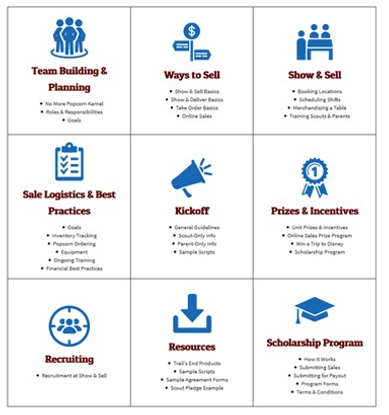 Team Building &
Planning
• No More Popcorn Kernel
• Roles & Responsibilities
• Goals
$
Ways to Sell
• Show & Sell Basics
• Show & Deliver Basics
• Take Order Basics
• Online Sales
Show & Sell
• Booking Locations
• Scheduling Shifts
• Merchandising a Table
• Training Scouts & Parents
Sale Logistics & Best
Practices
• Goals
• Inventory Tracking
• Popcorn Ordering
• Equipment
• Ongoing Training
• Financial Best Practices
Kickoff
• General Guidelines
• Scout-Only Info
• Parent-Only Info
• Sample Scripts
1
Prizes & Incentives
• Unit Prizes & Incentives
• Online Sales Prize Program
• Win a Trip to Disney
• Scholarship Program
Recruiting
• Recruitment at Show & Sell
Resources
• Trail's End Products
• Sample Scripts
• Sample Agreement Forms
• Scout Pledge Example
Scholarship Program
• How It Works
• Submitting Sales
• Submitting for Payout
• Program Forms
• Terms & Conditions